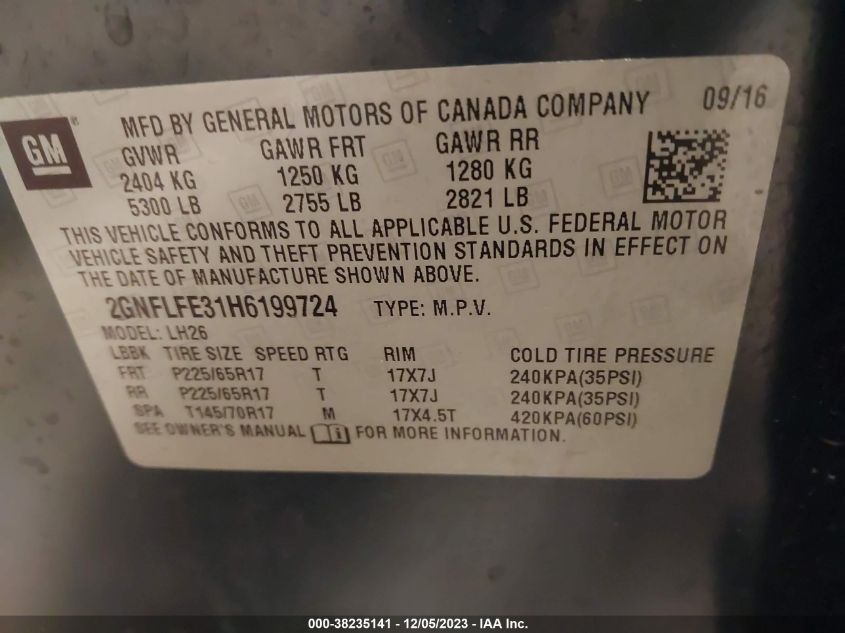 MFD BY GENERAL MOTORS OF CANADA COMPANY 09/16
GM
GVWR GAWR FRT GAWR RR
2404 KG 1250 KG 1280 KG
5300 LB 2755 LB 2821 LB
THIS VEHICLE CONFORMS TO ALL APPLICABLE U.S. FEDERAL MOTOR
VEHICLE SAFETY AND THEFT PREVENTION STANDARDS IN EFFECT ON
THE DATE OF MANUFACTURE SHOWN ABOVE.
2GNFLFE31H6199724 TYPE: M.P.V.
MODEL: LH26
LBBK TIRE SIZE SPEED RTG RIM COLD TIRE PRESSURE
FRT P225/65R17 T 17X7J 240KPA(35PSI)
RR P225/65R17 T 17X7J 240KPA(35PSI)
SPA T145/70R17 M 17X4.5T 420KPA(60PSI)
SEE OWNER'S MANUAL i FOR MORE INFORMATION.
000-38235141 - 12/05/2023 - IAA Inc.